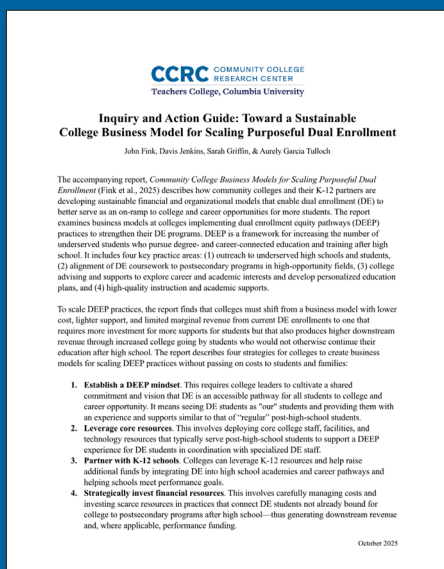 CCRC COMMUNITY COLLEGE
RESEARCH CENTER
Teachers College, Columbia University
Inquiry and Action Guide: Toward a Sustainable
College Business Model for Scaling Purposeful Dual Enrollment
John Fink, Davis Jenkins, Sarah Griffin, & Aurely Garcia Tulloch
The accompanying report, Community College Business Models for Scaling Purposeful Dual
Enrollment (Fink et al., 2025) describes how community colleges and their K-12 partners are
developing sustainable financial and organizational models that enable dual enrollment (DE) to
better serve as an on-ramp to college and career opportunities for more students. The report
examines business models at colleges implementing dual enrollment equity pathways (DEEP)
practices to strengthen their DE programs. DEEP is a framework for increasing the number of
underserved students who pursue degree- and career-connected education and training after high
school. It includes four key practice areas: (1) outreach to underserved high schools and students,
(2) alignment of DE coursework to postsecondary programs in high-opportunity fields, (3) college
advising and supports to explore career and academic interests and develop personalized education
plans, and (4) high-quality instruction and academic supports.
To scale DEEP practices, the report finds that colleges must shift from a business model with lower
cost, lighter support, and limited marginal revenue from current DE enrollments to one that
requires more investment for more supports for students but that also produces higher downstream
revenue through increased college going by students who would not otherwise continue their
education after high school. The report describes four strategies for colleges to create business
models for scaling DEEP practices without passing on costs to students and families:
1. Establish a DEEP mindset. This requires college leaders to cultivate a shared
commitment and vision that DE is an accessible pathway for all students to college and
career opportunity. It means seeing DE students as "our" students and providing them with
an experience and supports similar to that of “regular” post-high-school students.
2. Leverage core resources. This involves deploying core college staff, facilities, and
technology resources that typically serve post-high-school students to support a DEEP
experience for DE students in coordination with specialized DE staff.
3. Partner with K-12 schools. Colleges can leverage K-12 resources and help raise
additional funds by integrating DE into high school academics and career pathways and
helping schools meet performance goals.
4. Strategically invest financial resources. This involves carefully managing costs and
investing scarce resources in practices that connect DE students not already bound for
college to postsecondary programs after high school—thus generating downstream revenue
and, where applicable, performance funding.
October 2025